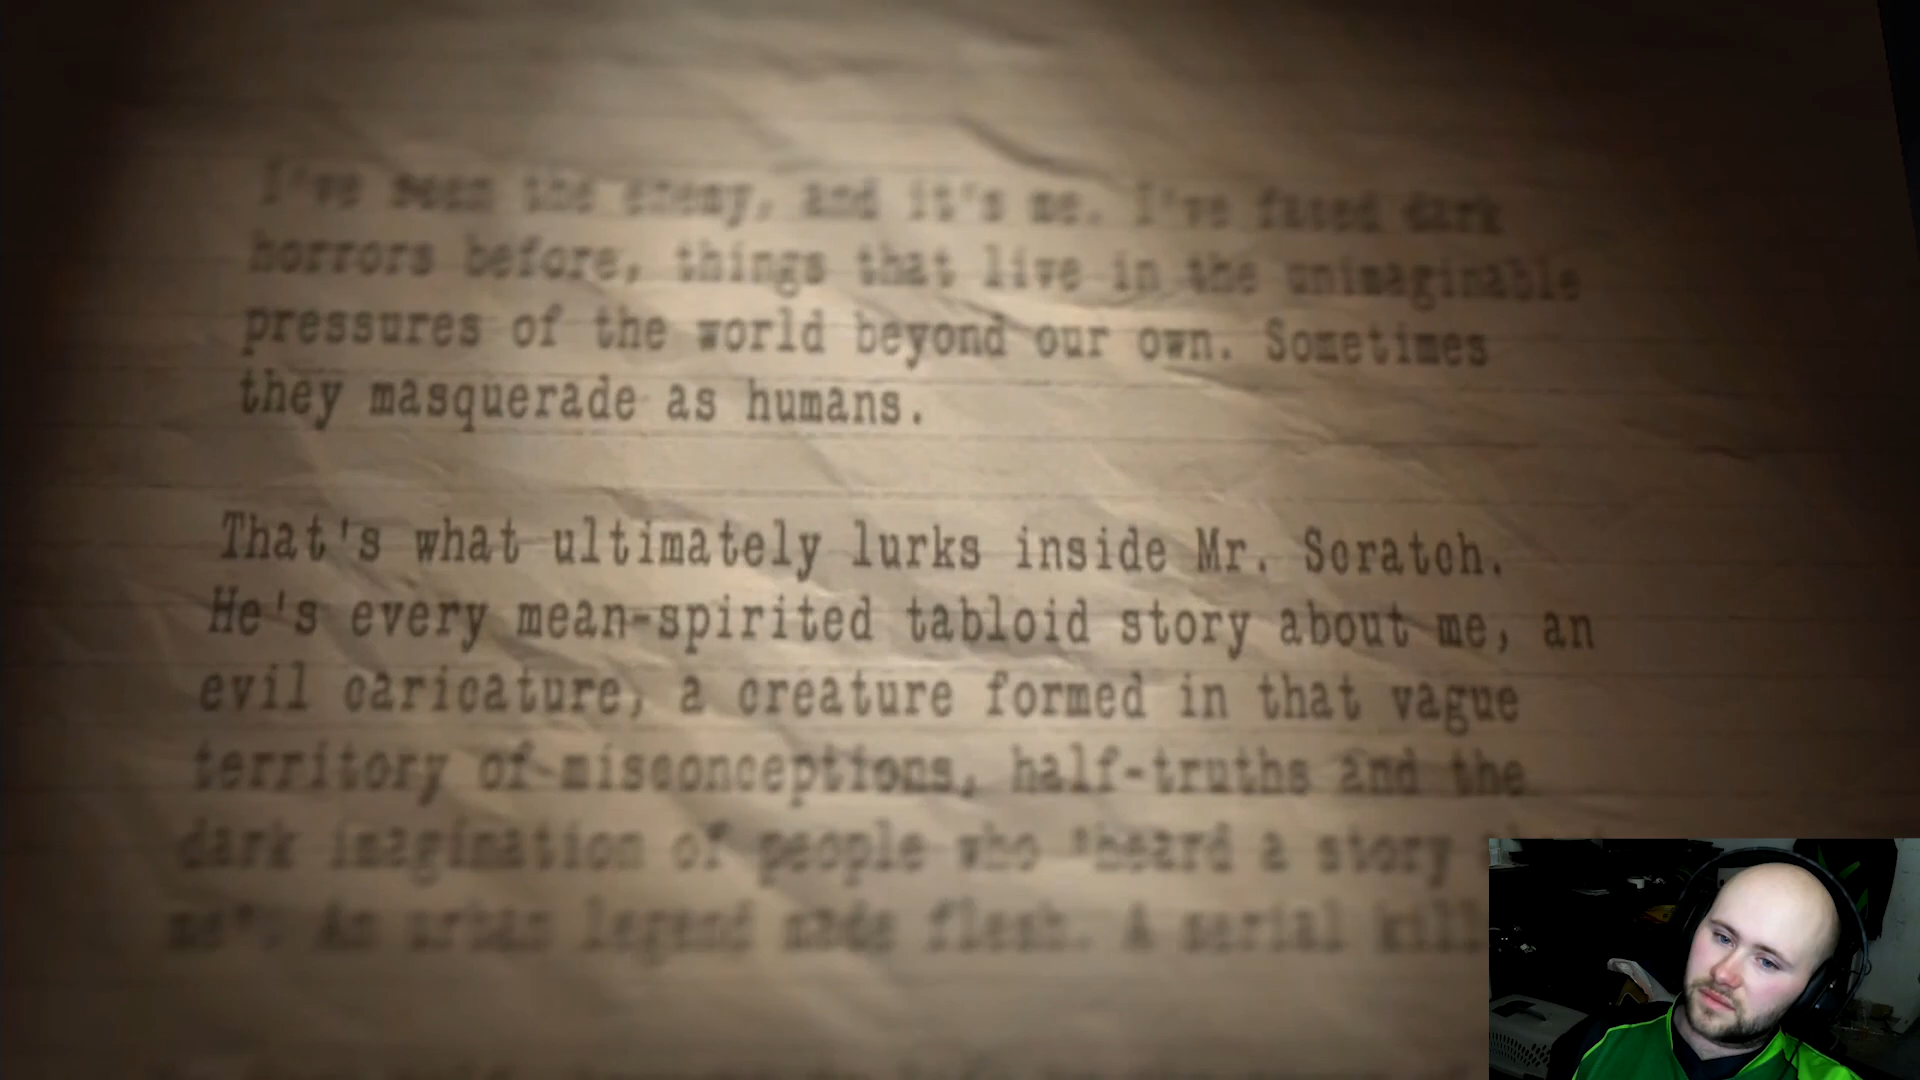 I've seen the enemy, and it's me. I've faced dark
horrors before, things that live in the unimaginable
pressures of the world beyond our own. Sometimes
they masquerade as humans.
That's what ultimately lurks inside Mr. Scratch.
He's every mean-spirited tabloid story about me, an
evil caricature, a creature formed in that vague
territory of misconceptions, half-truths and the
dark imagination of people who "heard a story
me". An urban legend made flesh. A serial